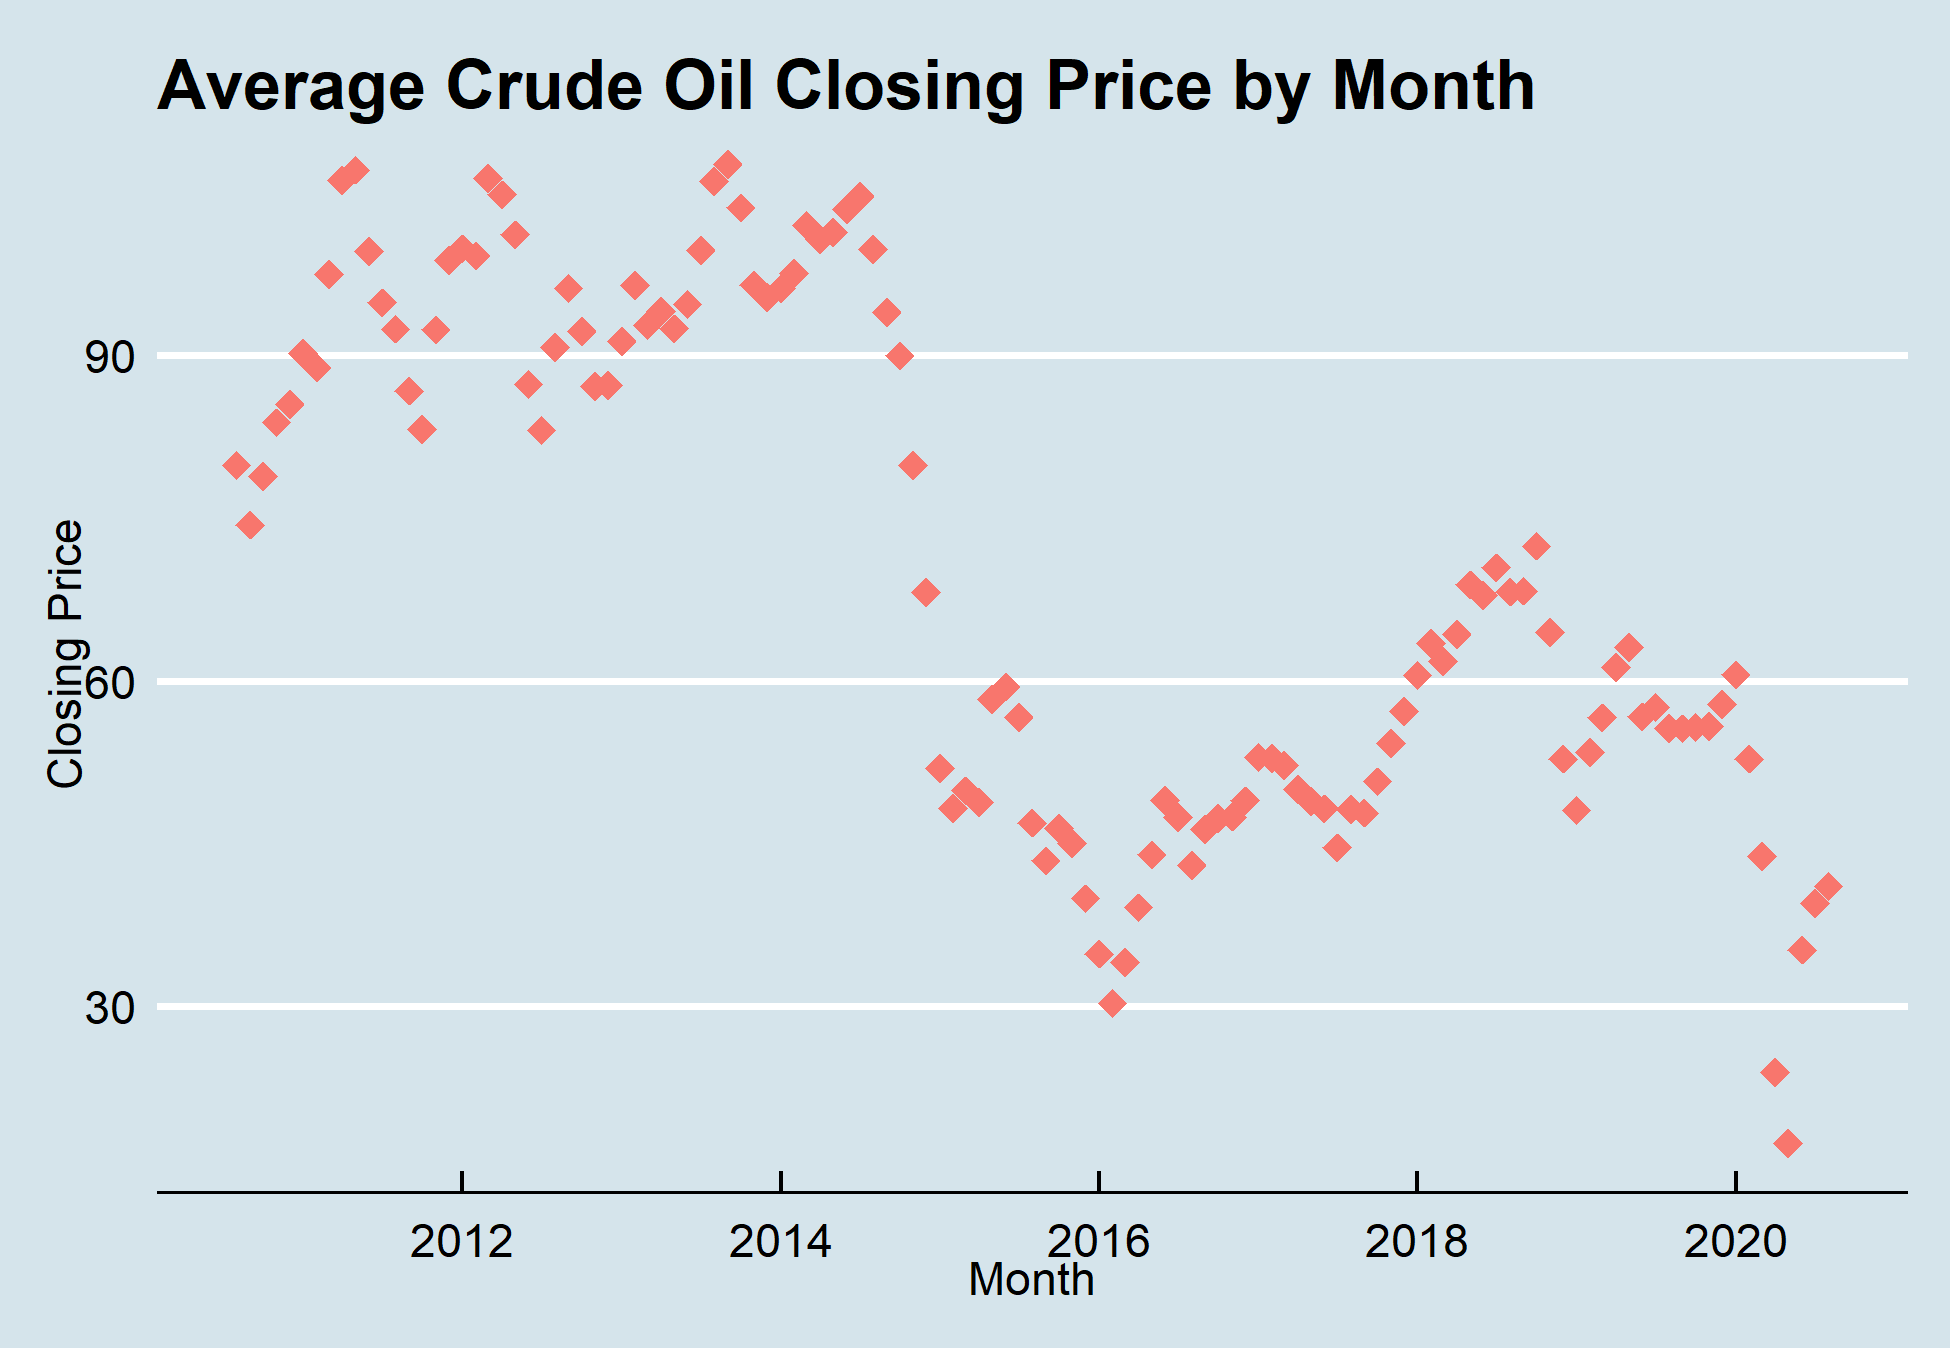 Average Crude Oil Closing Price by Month
Closing Price
90
60
30
2012 2014 2016 2018 2020
Month